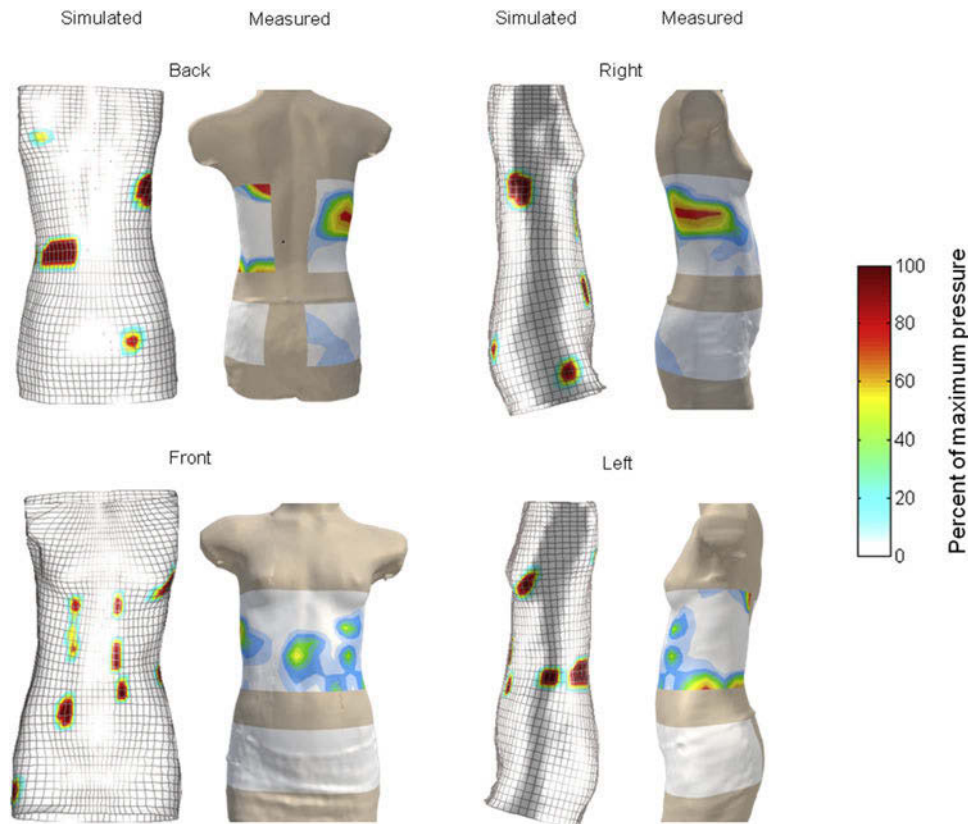 Simulated Measured Simulated Measured
Back Right
Front Left
100
80
60
40
20
0
Percent of maximum pressure